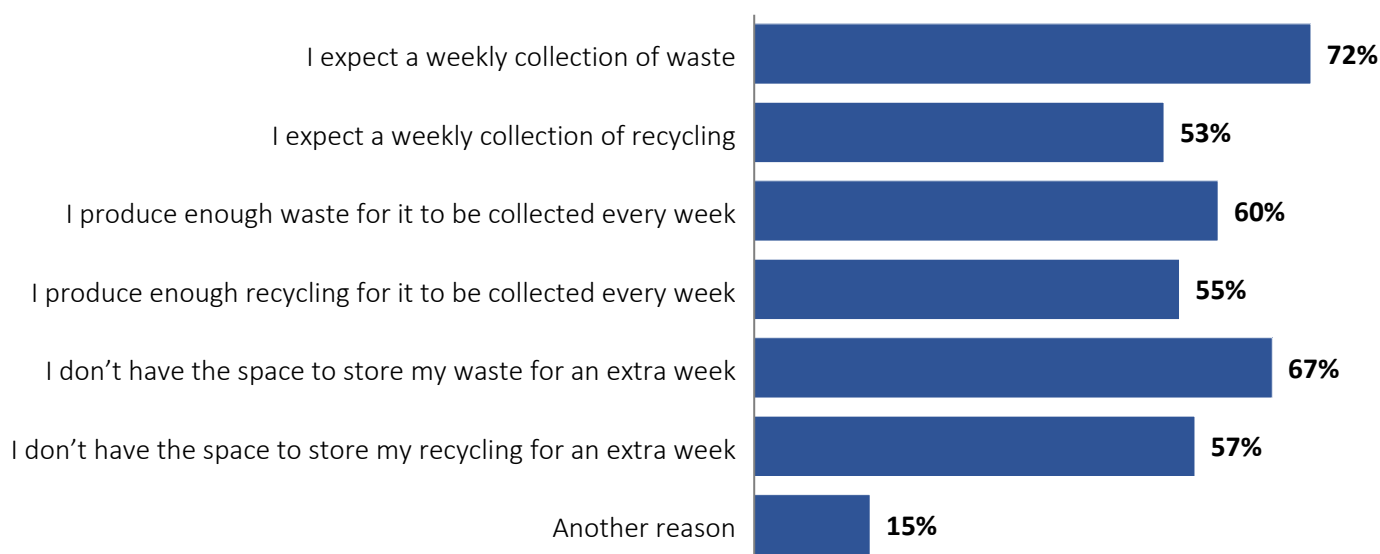 I expect a weekly collection of waste 72%
I expect a weekly collection of recycling 53%
I produce enough waste for it to be collected every week 60%
I produce enough recycling for it to be collected every week 55%
I don’t have the space to store my waste for an extra week 67%
I don’t have the space to store my recycling for an extra week 57%
Another reason 15%